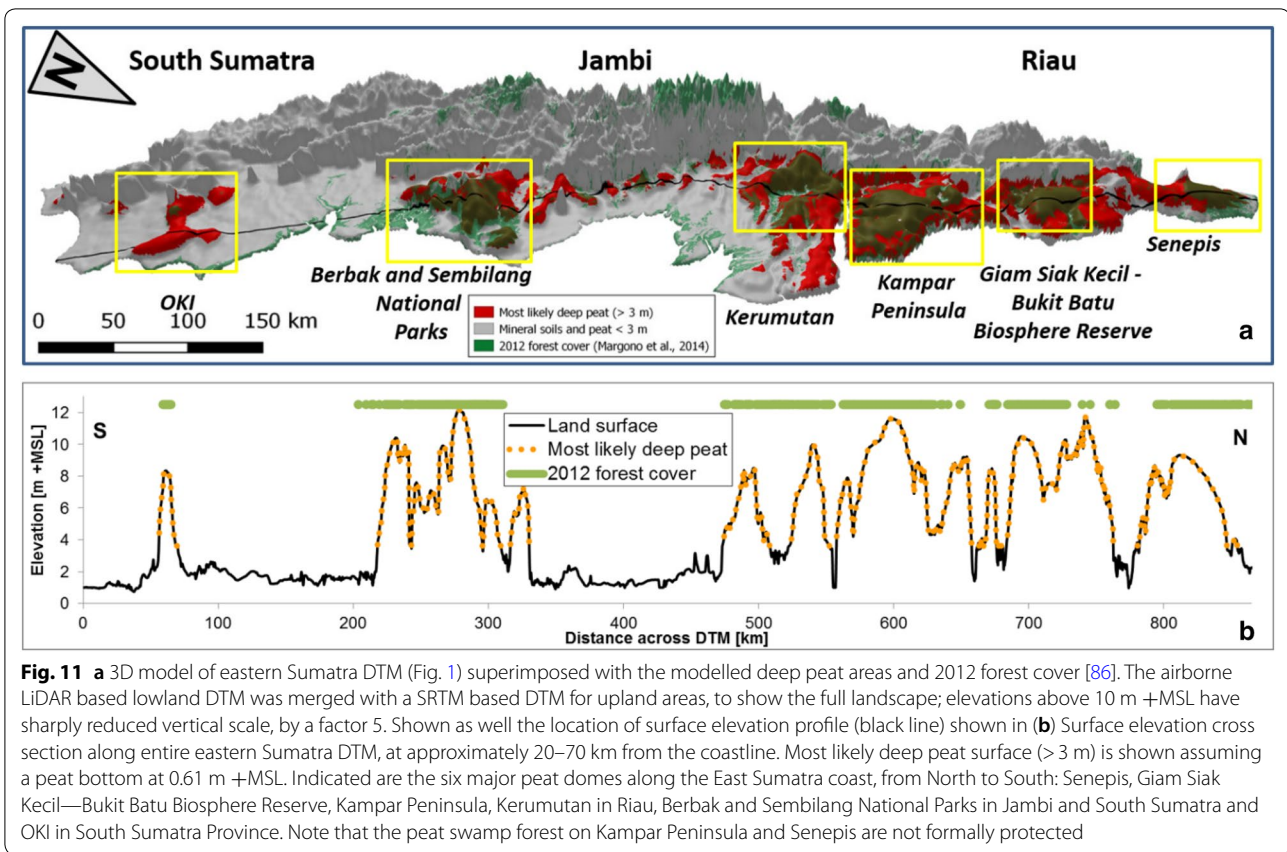 N
South Sumatra
Jambi
Riau
OKI
Berbak and Sembilang
National
Parks
Kerumutan
Kampar
Peninsula
Giam Siak Kecil -
Bukit Batu
Biosphere Reserve
Senepis
0 50 100 150 km
Most likely deep peat (> 3 m)
Mineral soils and peat < 3 m
2012 forest cover (Margono et al., 2014)
a
Elevation [m +MSL]
12
10
8
6
4
2
0
S
N
Land surface
Most likely deep peat
2012 forest cover
0 100 200 300 400 500 600 700 800
Distance across DTM [km]
b
Fig. 11 a 3D model of eastern Sumatra DTM (Fig. 1) superimposed with the modelled deep peat areas and 2012 forest cover [86]. The airborne
LiDAR based lowland DTM was merged with a SRTM based DTM for upland areas, to show the full landscape; elevations above 10 m +MSL have
sharply reduced vertical scale, by a factor 5. Shown as well the location of surface elevation profile (black line) shown in (b) Surface elevation cross
section along entire eastern Sumatra DTM, at approximately 20–70 km from the coastline. Most likely deep peat surface (> 3 m) is shown assuming
a peat bottom at 0.61 m +MSL. Indicated are the six major peat domes along the East Sumatra coast, from North to South: Senepis, Giam Siak
Kecil—Bukit Batu Biosphere Reserve, Kampar Peninsula, Kerumutan in Riau, Berbak and Sembilang National Parks in Jambi and South Sumatra and
OKI in South Sumatra Province. Note that the peat swamp forest on Kampar Peninsula and Senepis are not formally protected